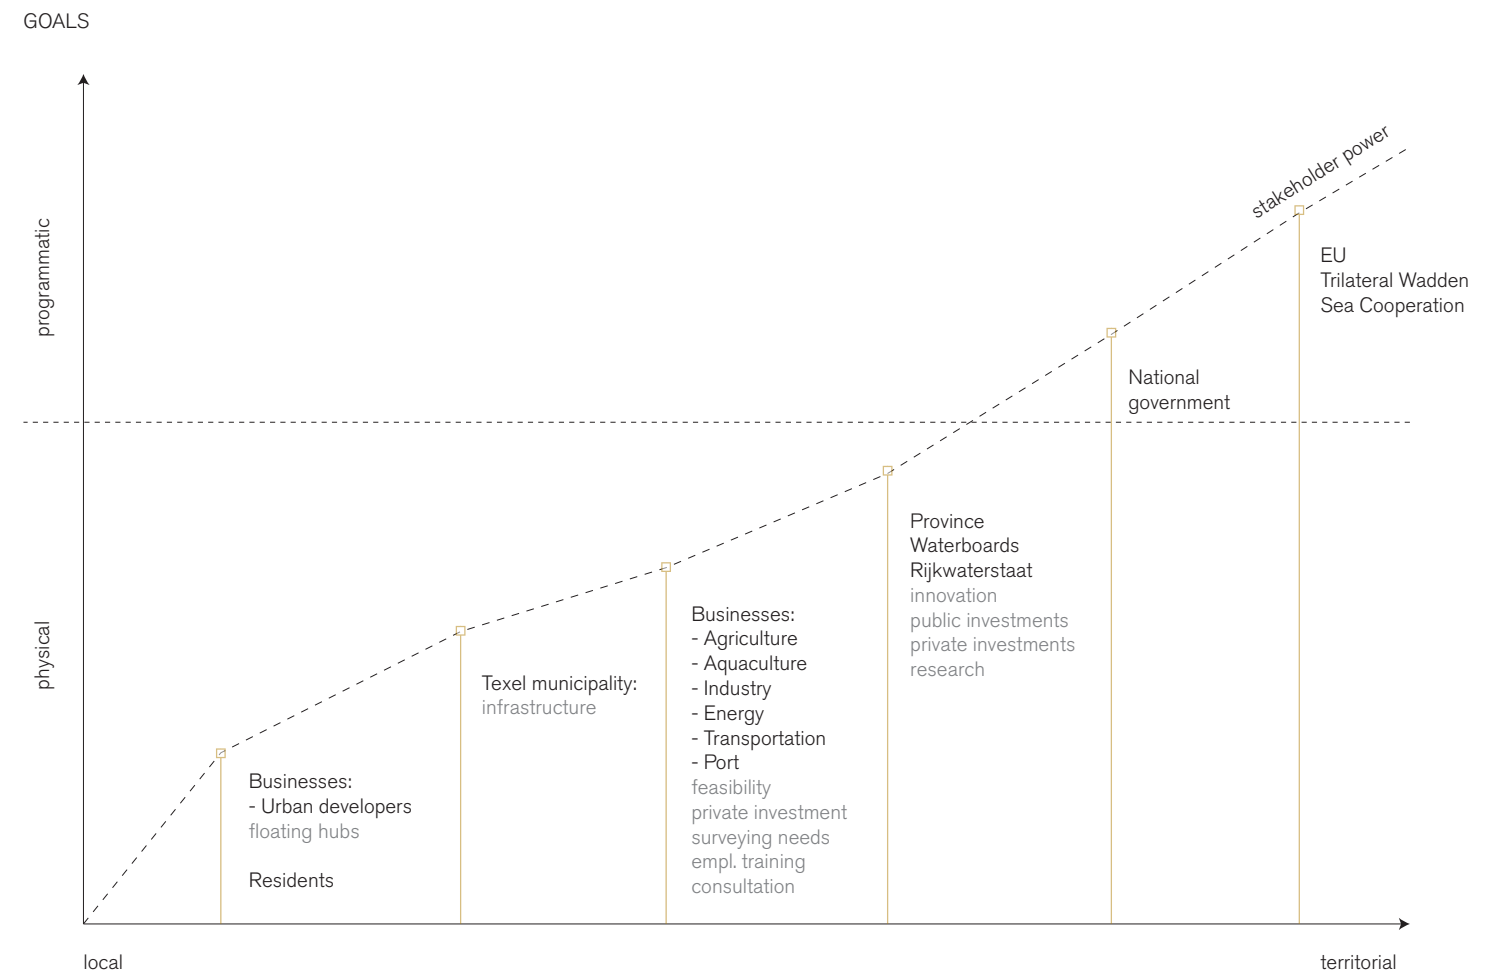 GOALS
programmatic
physical
stakeholder power
EU
Trilateral Wadden
Sea Cooperation
National
government
Province
Waterboards
Rijkwaterstaat
innovation
public investments
private investments
research
Businesses:
- Agriculture
- Aquaculture
- Industry
- Energy
- Transportation
- Port
feasibility
private investment
surveying needs
empl. training
consultation
Texel municipality:
infrastructure
Businesses:
- Urban developers
floating hubs
Residents
local
territorial